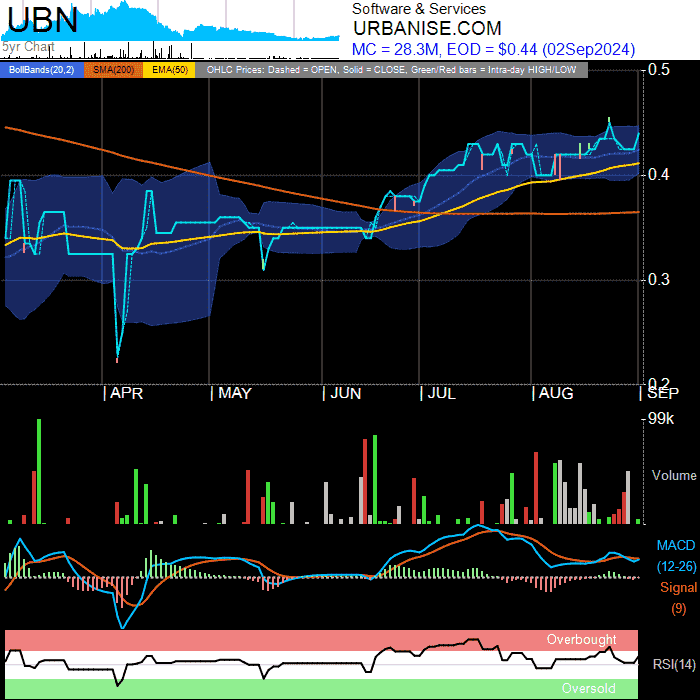 UBN
5yr Chart
Software & Services
URBANISE.COM
MC = 28.3M, EOD = $0.44 (02Sep2024)
BollBands(20,2) SMA(200) EMA(50) OHLC Prices: Dashed = OPEN, Solid = CLOSE, Green/Red bars = Intra-day HIGH/LOW
0.5
0.4
0.3
0.2
| APR | MAY | JUN | JUL | AUG | SEP
99k
Volume
MACD
(12-26)
Signal
(9)
Overbought
RSI(14)
Oversold